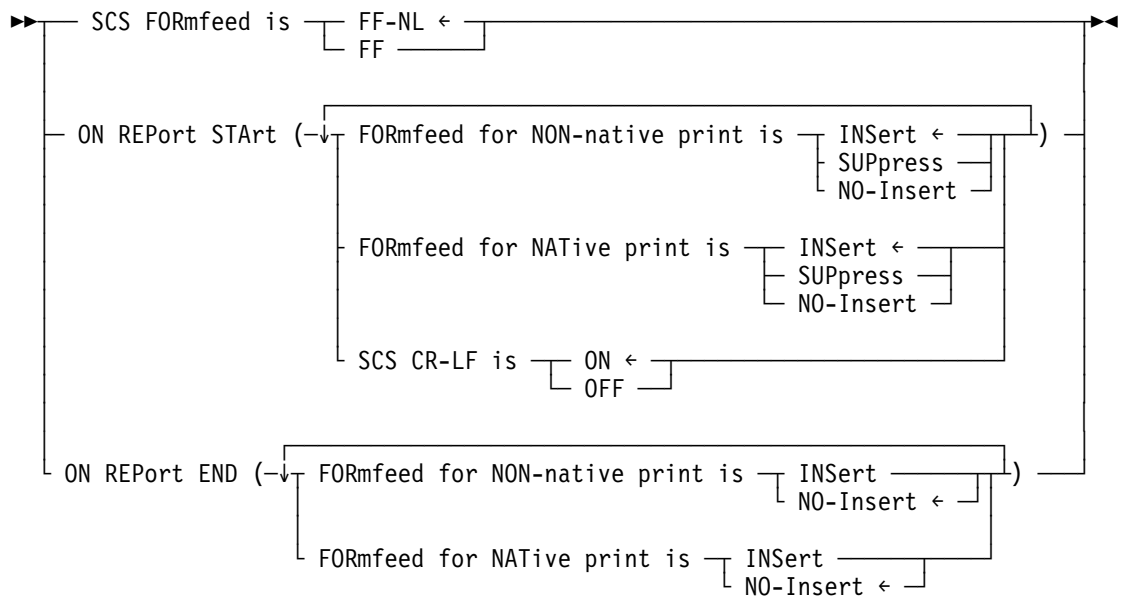 SCS FORmfeed is FF-NL ←
FF
ON REPort STArt ( FORmfeed for NON-native print is INSert ← )
SUPpress
NO-Insert
FORmfeed for NATive print is INSert ←
SUPpress
NO-Insert
SCS CR-LF is ON ←
OFF
ON REPort END ( FORmfeed for NON-native print is INSert )
NO-Insert ←
FORmfeed for NATive print is INSert
NO-Insert ←